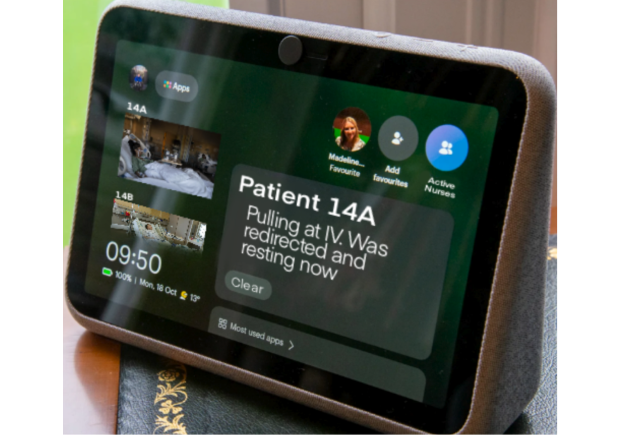 Apps
14A
14B
09:50
100% | Mon, 18 Oct 13°
Madeline...
Favourite
Add
favourites
Active
Nurses
Patient 14A
Pulling at IV. Was
redirected and
resting now
Clear
Most used apps